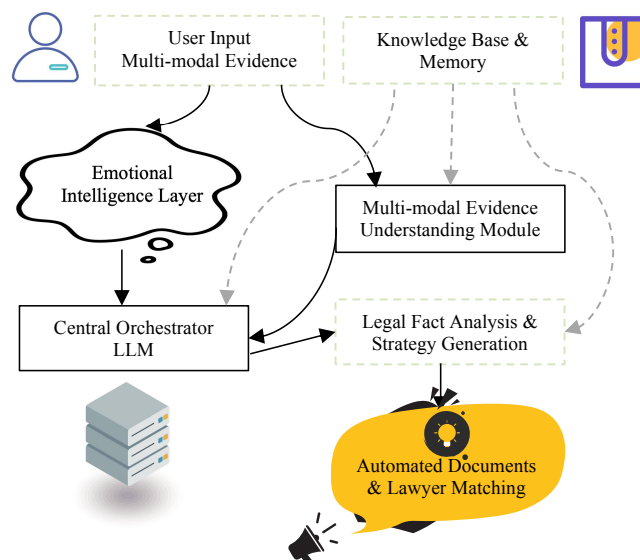 User Input
Multi-modal Evidence
Knowledge Base &
Memory
Emotional
Intelligence Layer
Multi-modal Evidence
Understanding Module
Central Orchestrator
LLM
Legal Fact Analysis &
Strategy Generation
Automated Documents
& Lawyer Matching